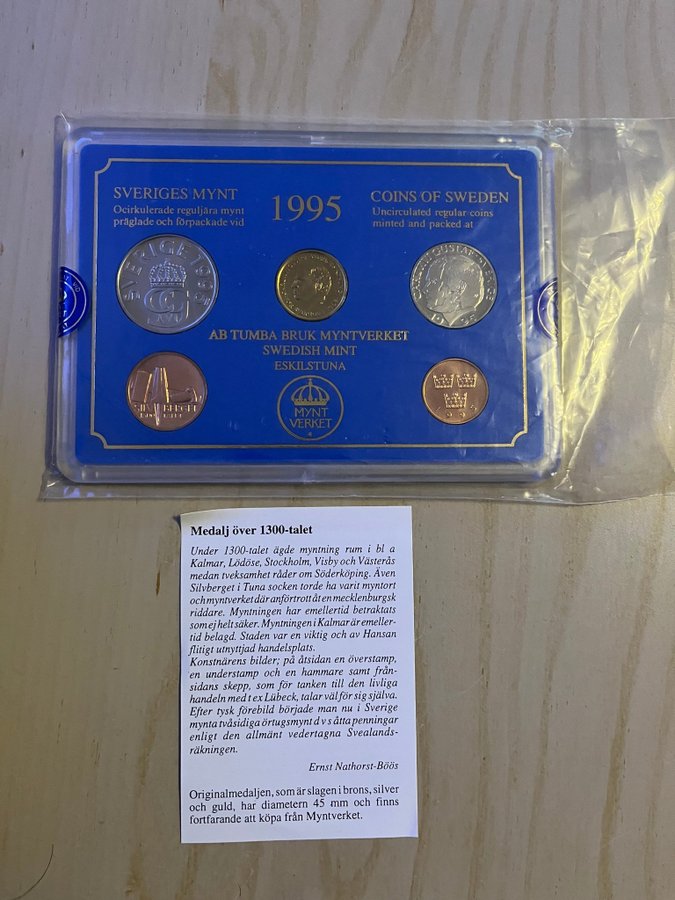 SVERIGES MYNT
Ocirkulerade reguljära mynt
präglade och förpackade vid
1995
COINS OF SWEDEN
Uncirculated regular coins
minted and packed at
SVERIGE 1995
AB TUMBA BRUK MYNTVERKET
SWEDISH MINT
ESKILSTUNA
MYNT
VERKET
Medalj över 1300-talet
Under 1300-talet ägde myntning rum i bl a
Kalmar, Lödöse, Stockholm, Visby och Västerås
medan tveksamhet råder om Söderköping. Även
Silvberget i Tuna socken torde ha varit myntort
och myntverket där anförtrott åt en mecklenburgsk
riddare. Myntningen har emellertid betraktats
som ej helt säker. Myntningen i Kalmar är emeller-
tid belagd. Staden var en viktig och av Hansan
flitigt utnyttjad handelsplats.
Konstnärens bilder; på åtsidan en överstamp,
en understamp och en hammare samt från-
sidans skepp, som för tanken till den livliga
handeln med t ex Lübeck, talar väl för sig själva.
Efter tysk förebild började man nu i Sverige
mynta tvåsidiga örtugsmynt d v s åtta penningar
enligt den allmänt vedertagna Svealands-
räkningen.
Ernst Nathorst-Böös
Originalmedaljen, som är slagen i brons, silver
och guld, har diametern 45 mm och finns
fortfarande att köpa från Myntverket.